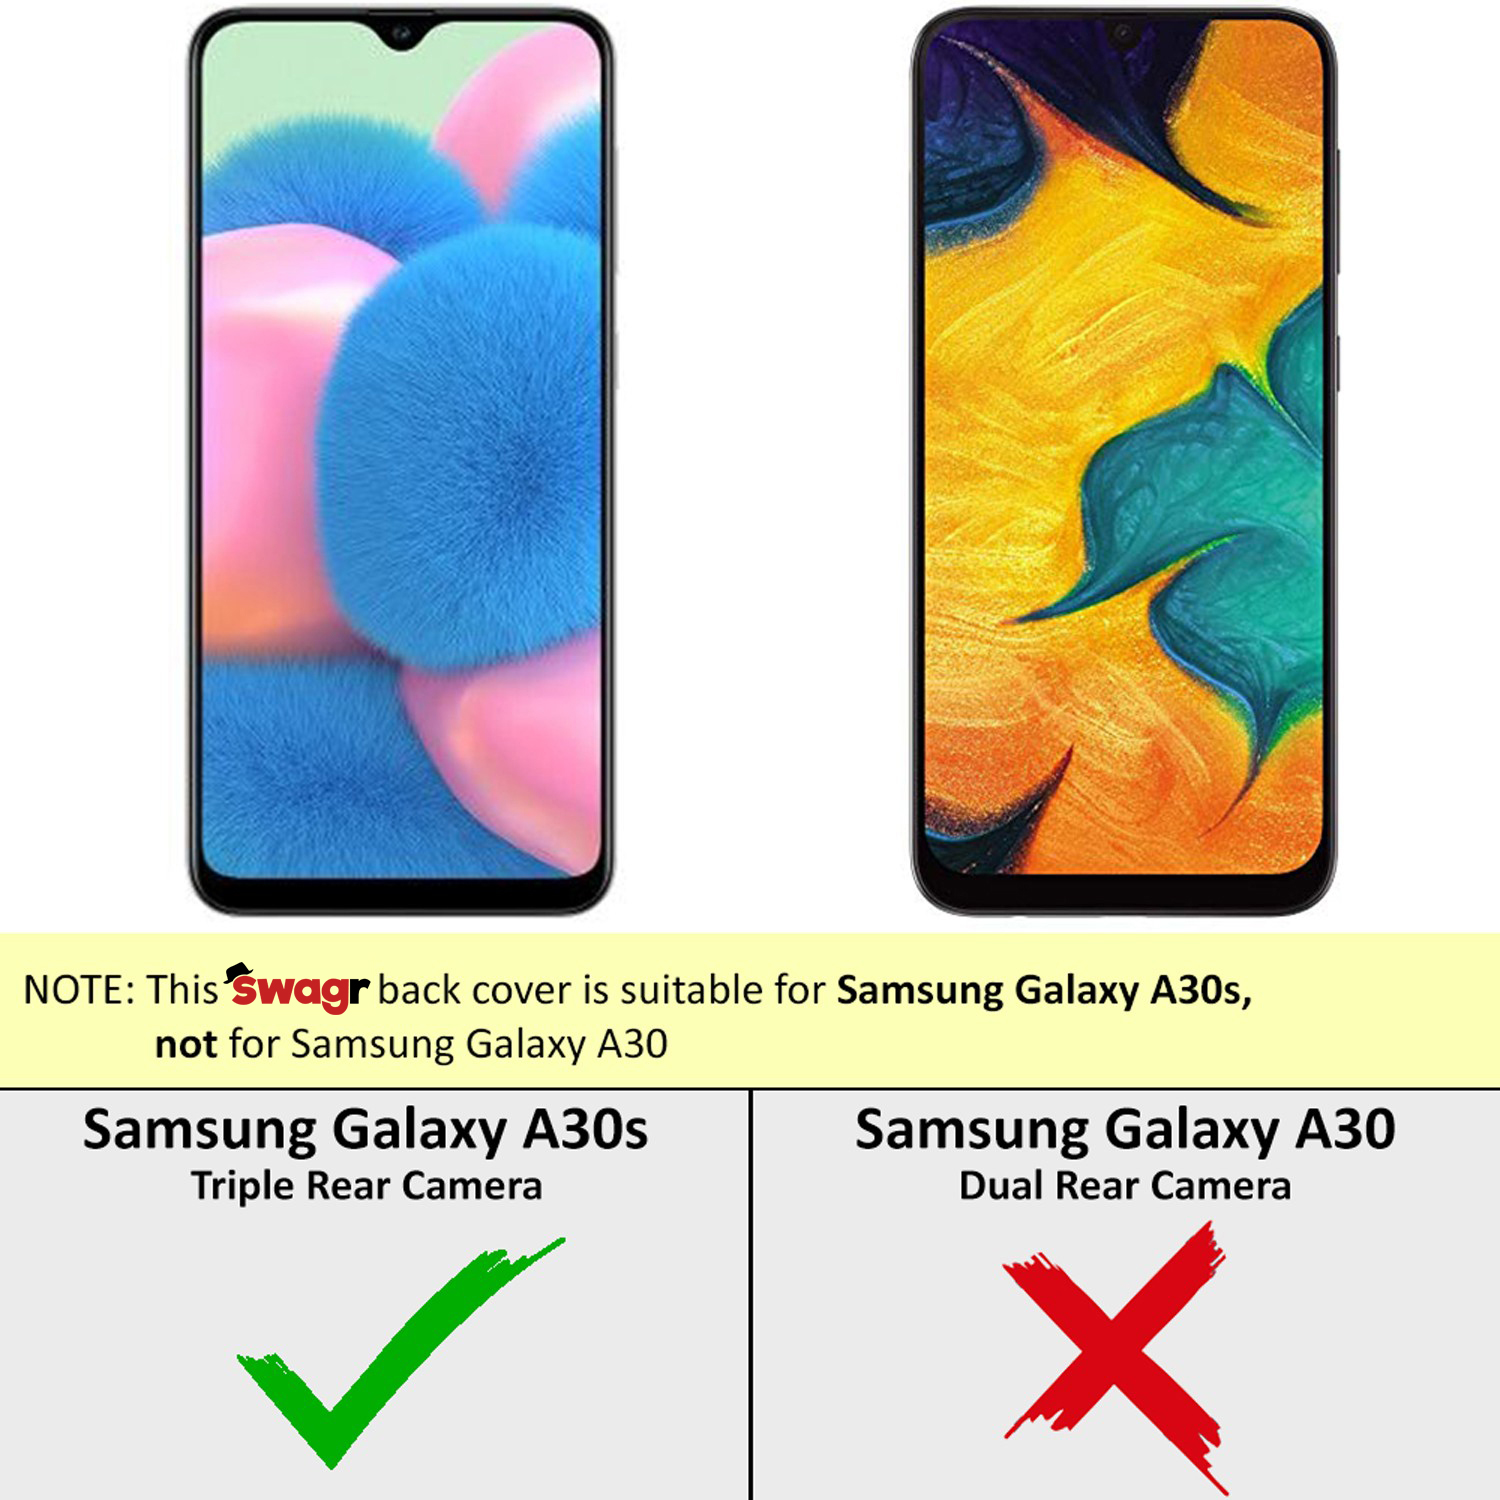 NOTE: This swagr back cover is suitable for Samsung Galaxy A30s,
not for Samsung Galaxy A30
Samsung Galaxy A30s
Triple Rear Camera
Samsung Galaxy A30
Dual Rear Camera